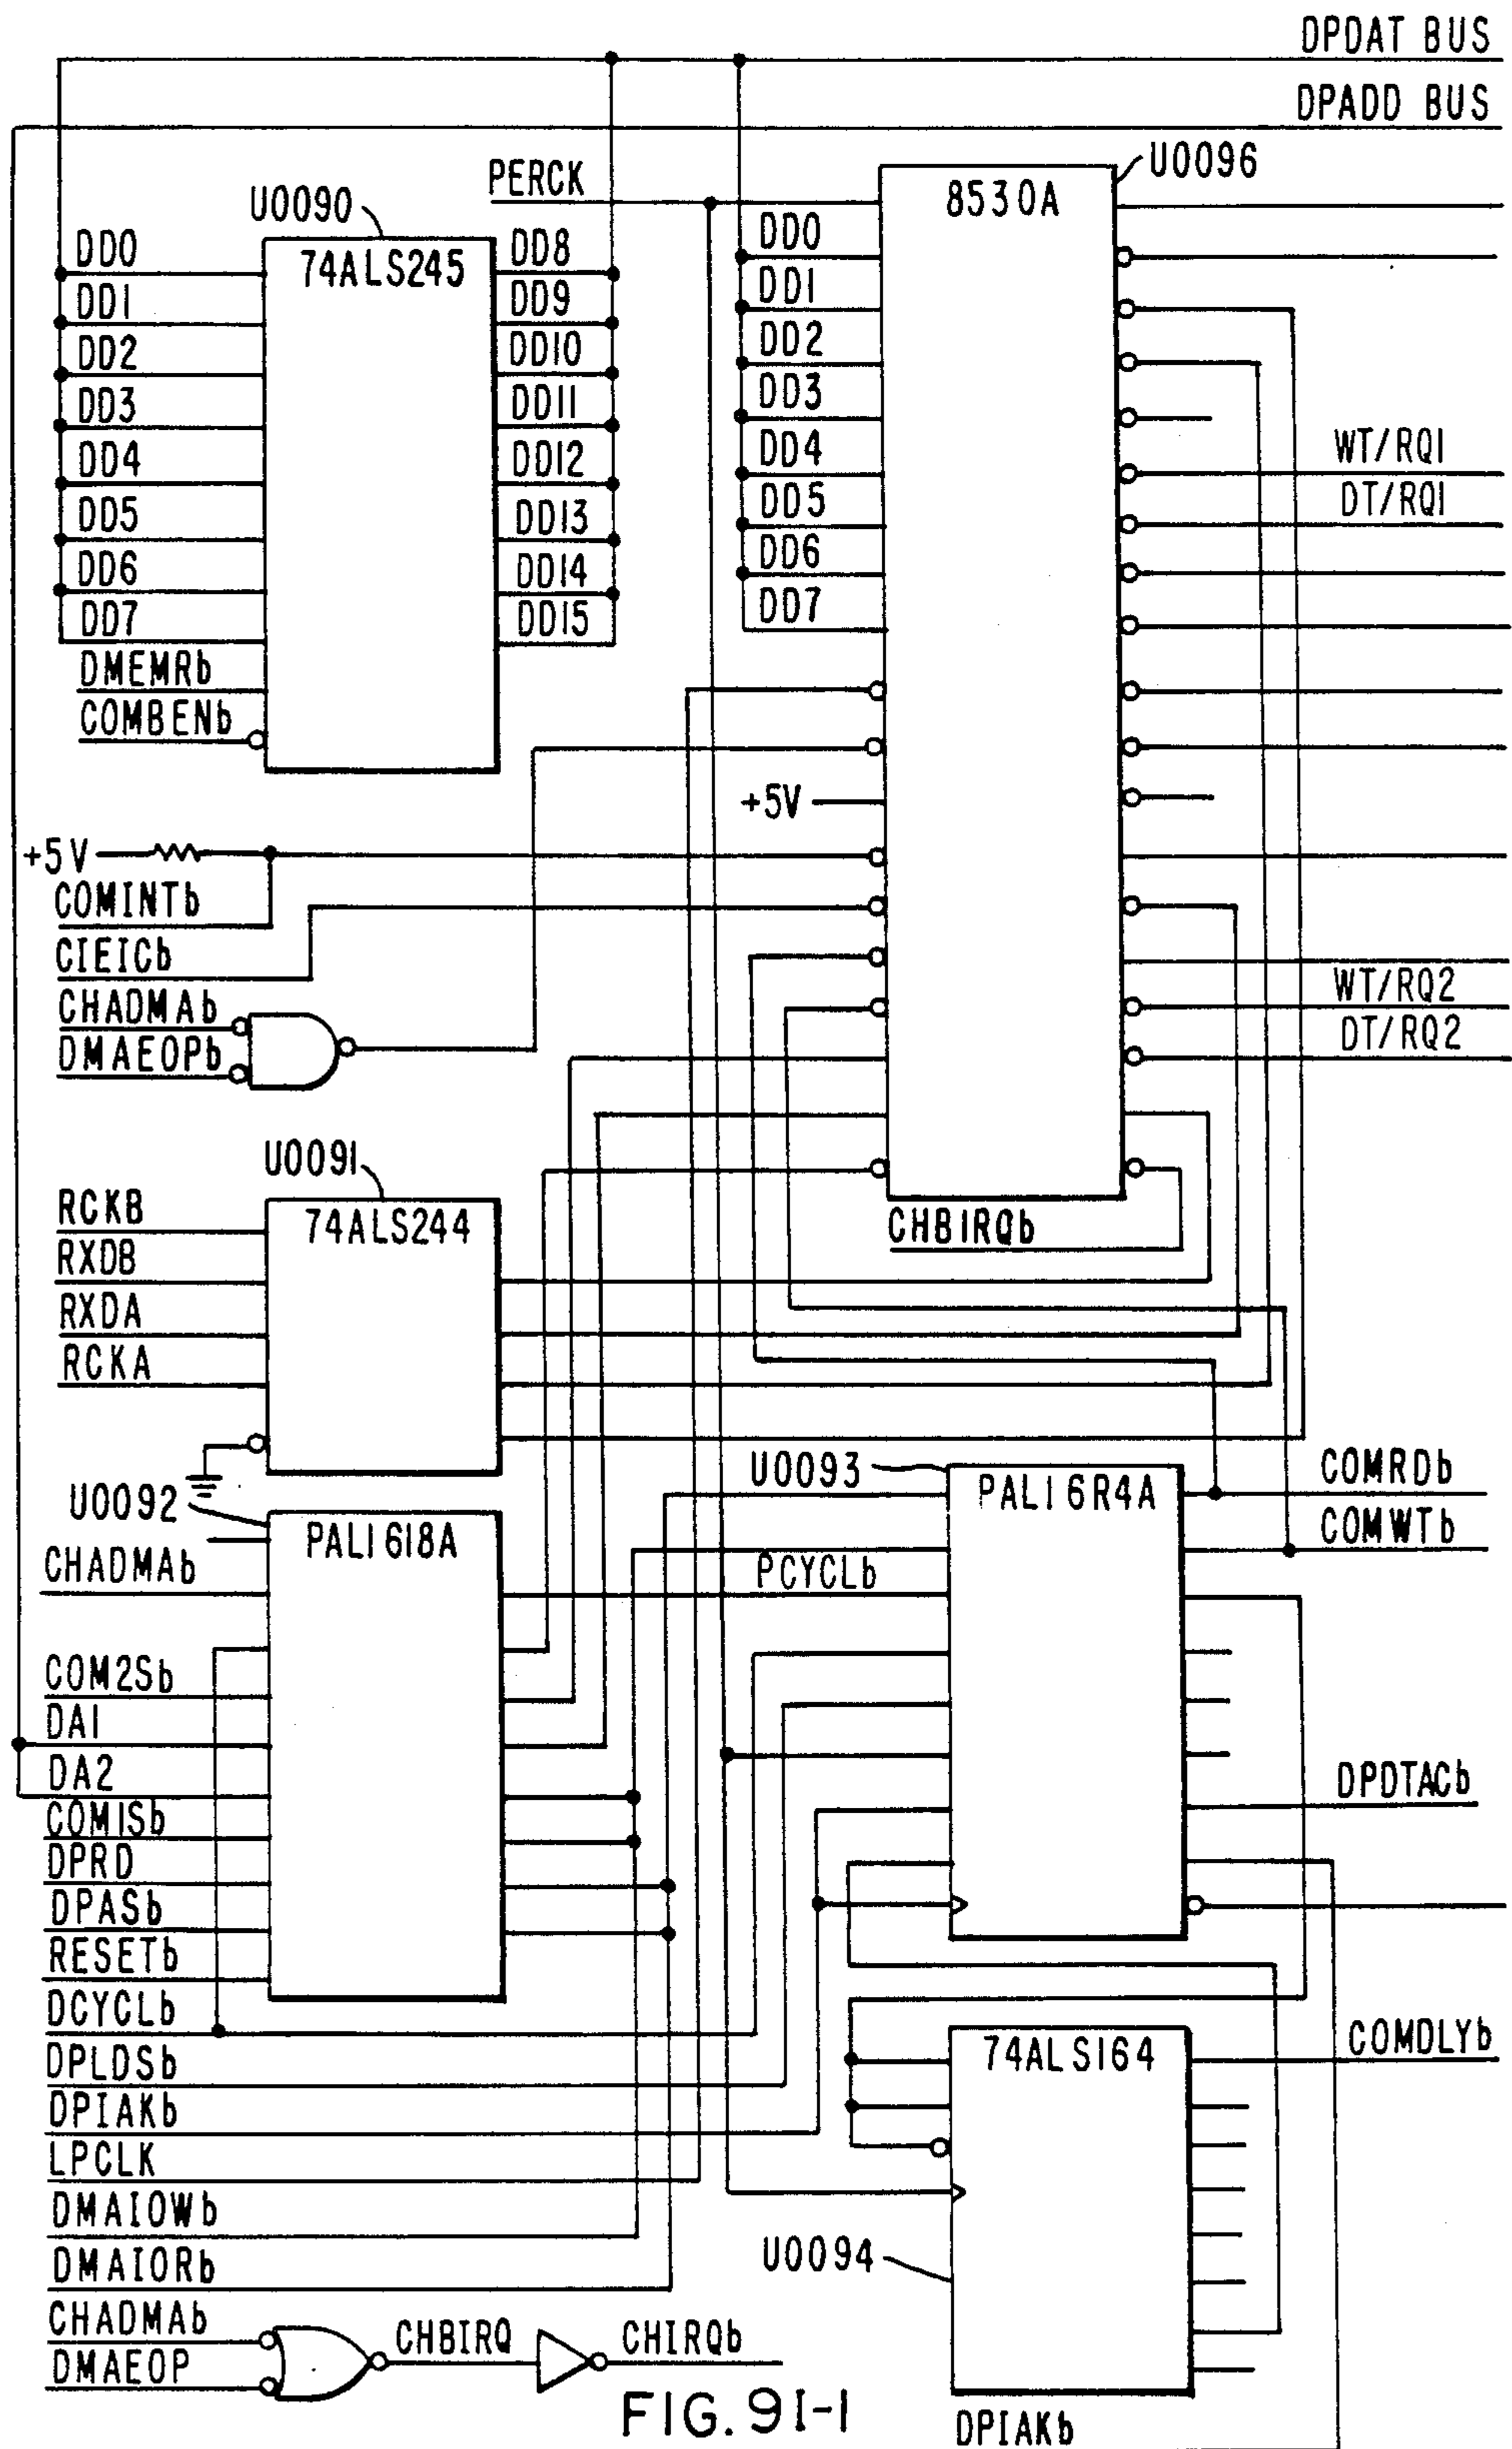 DPDAT BUS
DPADD BUS
U0096
PERCK
8530A
U0090
74ALS245
DD0
DD1
DD2
DD3
DD4
DD5
DD6
DD7
DMEMRb
COMBENb
DD8
DD9
DD10
DD11
DD12
DD13
DD14
DD15
DD0
DD1
DD2
DD3
DD4
DD5
DD6
DD7
WT/RQ1
DT/RQ1
+5V
+5V
COMINTb
CIEICb
CHADMAb
DMAEOPb
WT/RQ2
DT/RQ2
U0091
74ALS244
RCKB
RXDB
RXDA
RCKA
CHBIRQb
U0092
PAL1618A
CHADMAb
COM2Sb
DA1
DA2
COMISb
DPRD
DPASb
RESETb
DCYCLb
DPLDSb
DPIAKb
LPCLK
DMAIOWb
DMAIORb
U0093
PAL16R4A
PCYCLb
COMRDb
COMWTb
DPDTACb
74ALS164
COMDLYb
U0094
CHADMAb
DMAEOP
CHBIRQ
CHIRQb
DPIAKb
FIG. 9I-1